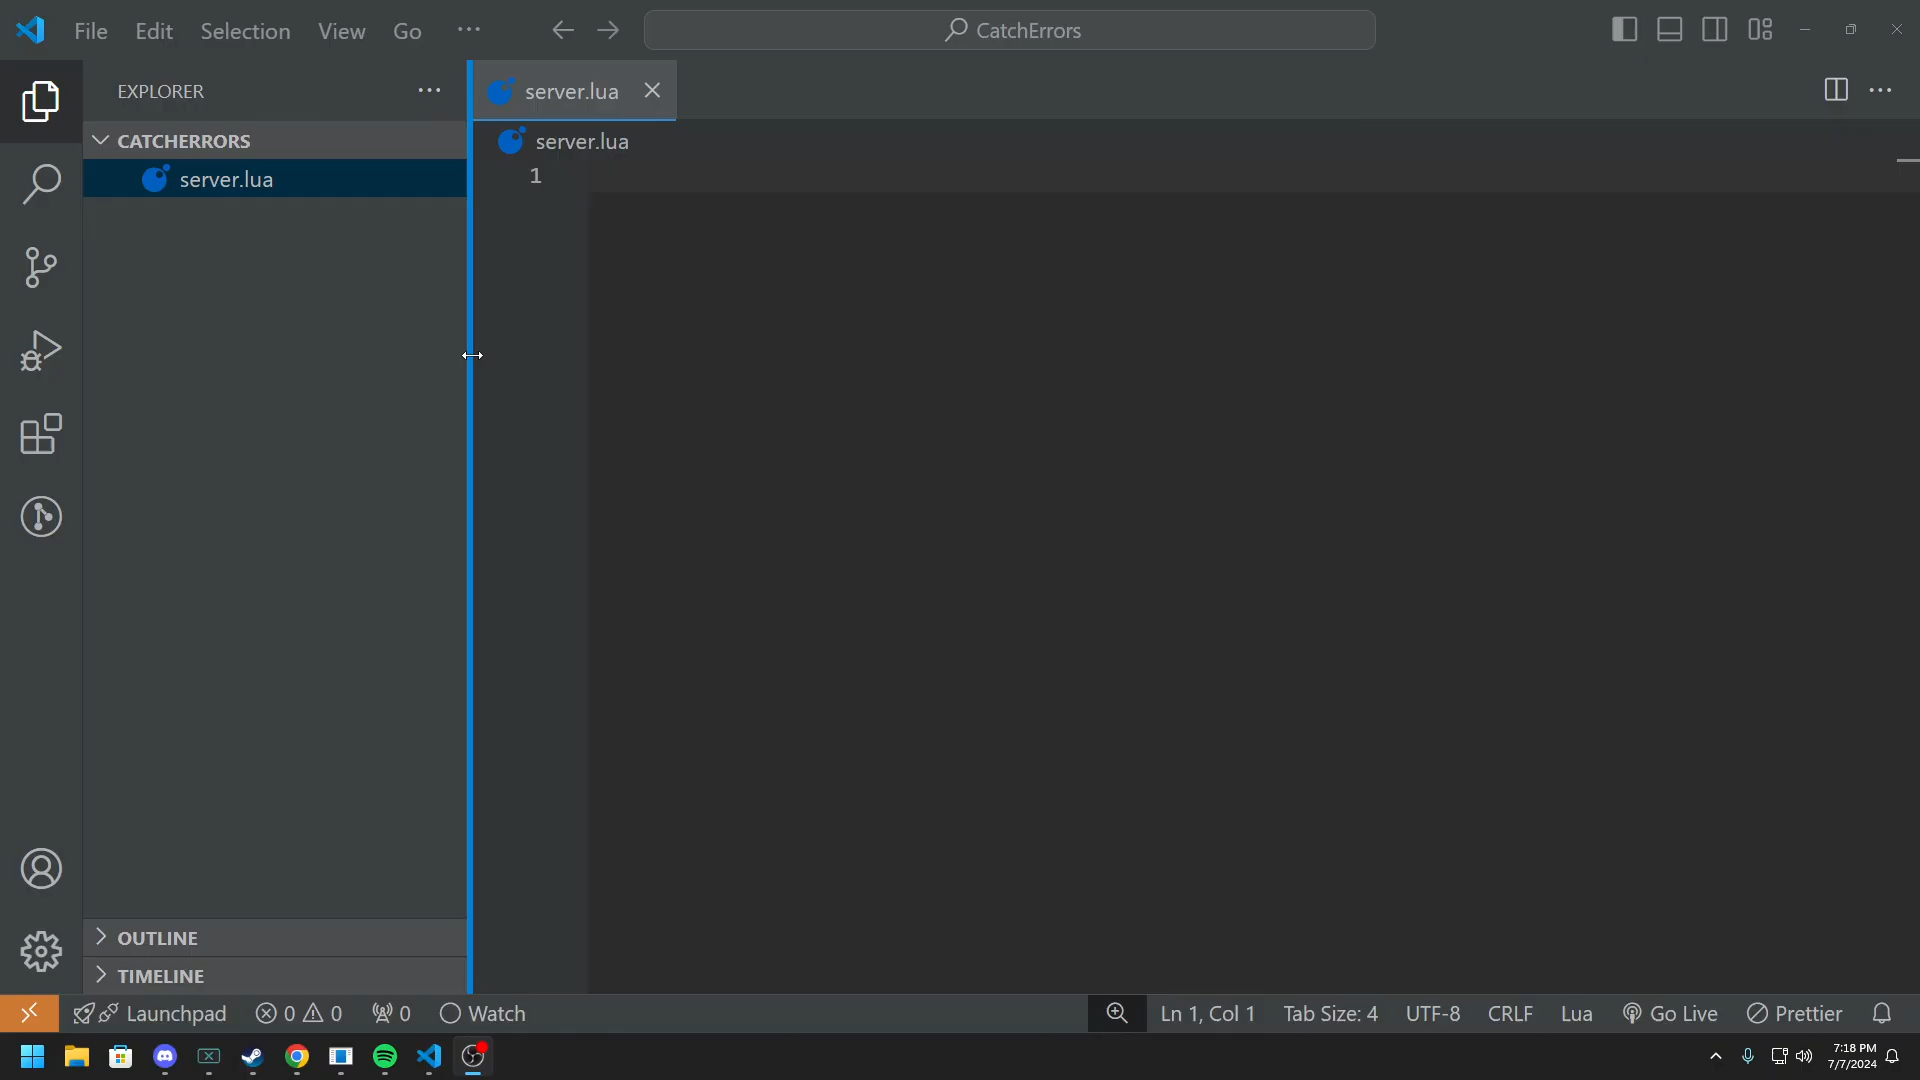 File Edit Selection View Go ... CatchErrors
EXPLORER ...
server.lua
...
CATCHERRORS
server.lua
server.lua
1
OUTLINE
TIMELINE
Launchpad 0 0 0 Watch Ln 1, Col 1 Tab Size: 4 UTF-8 CRLF Lua Go Live Prettier
7:18 PM
7/7/2024